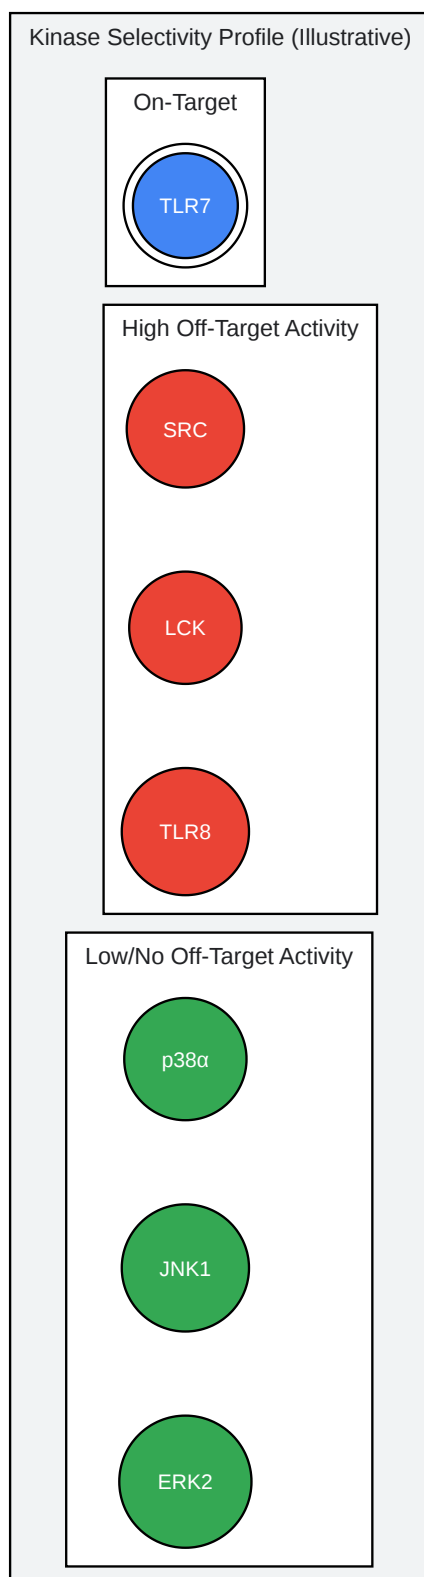 Kinase Selectivity Profile (Illustrative)
On-Target
TLR7
High Off-Target Activity
SRC
LCK
TLR8
Low/No Off-Target Activity
p38α
JNK1
ERK2